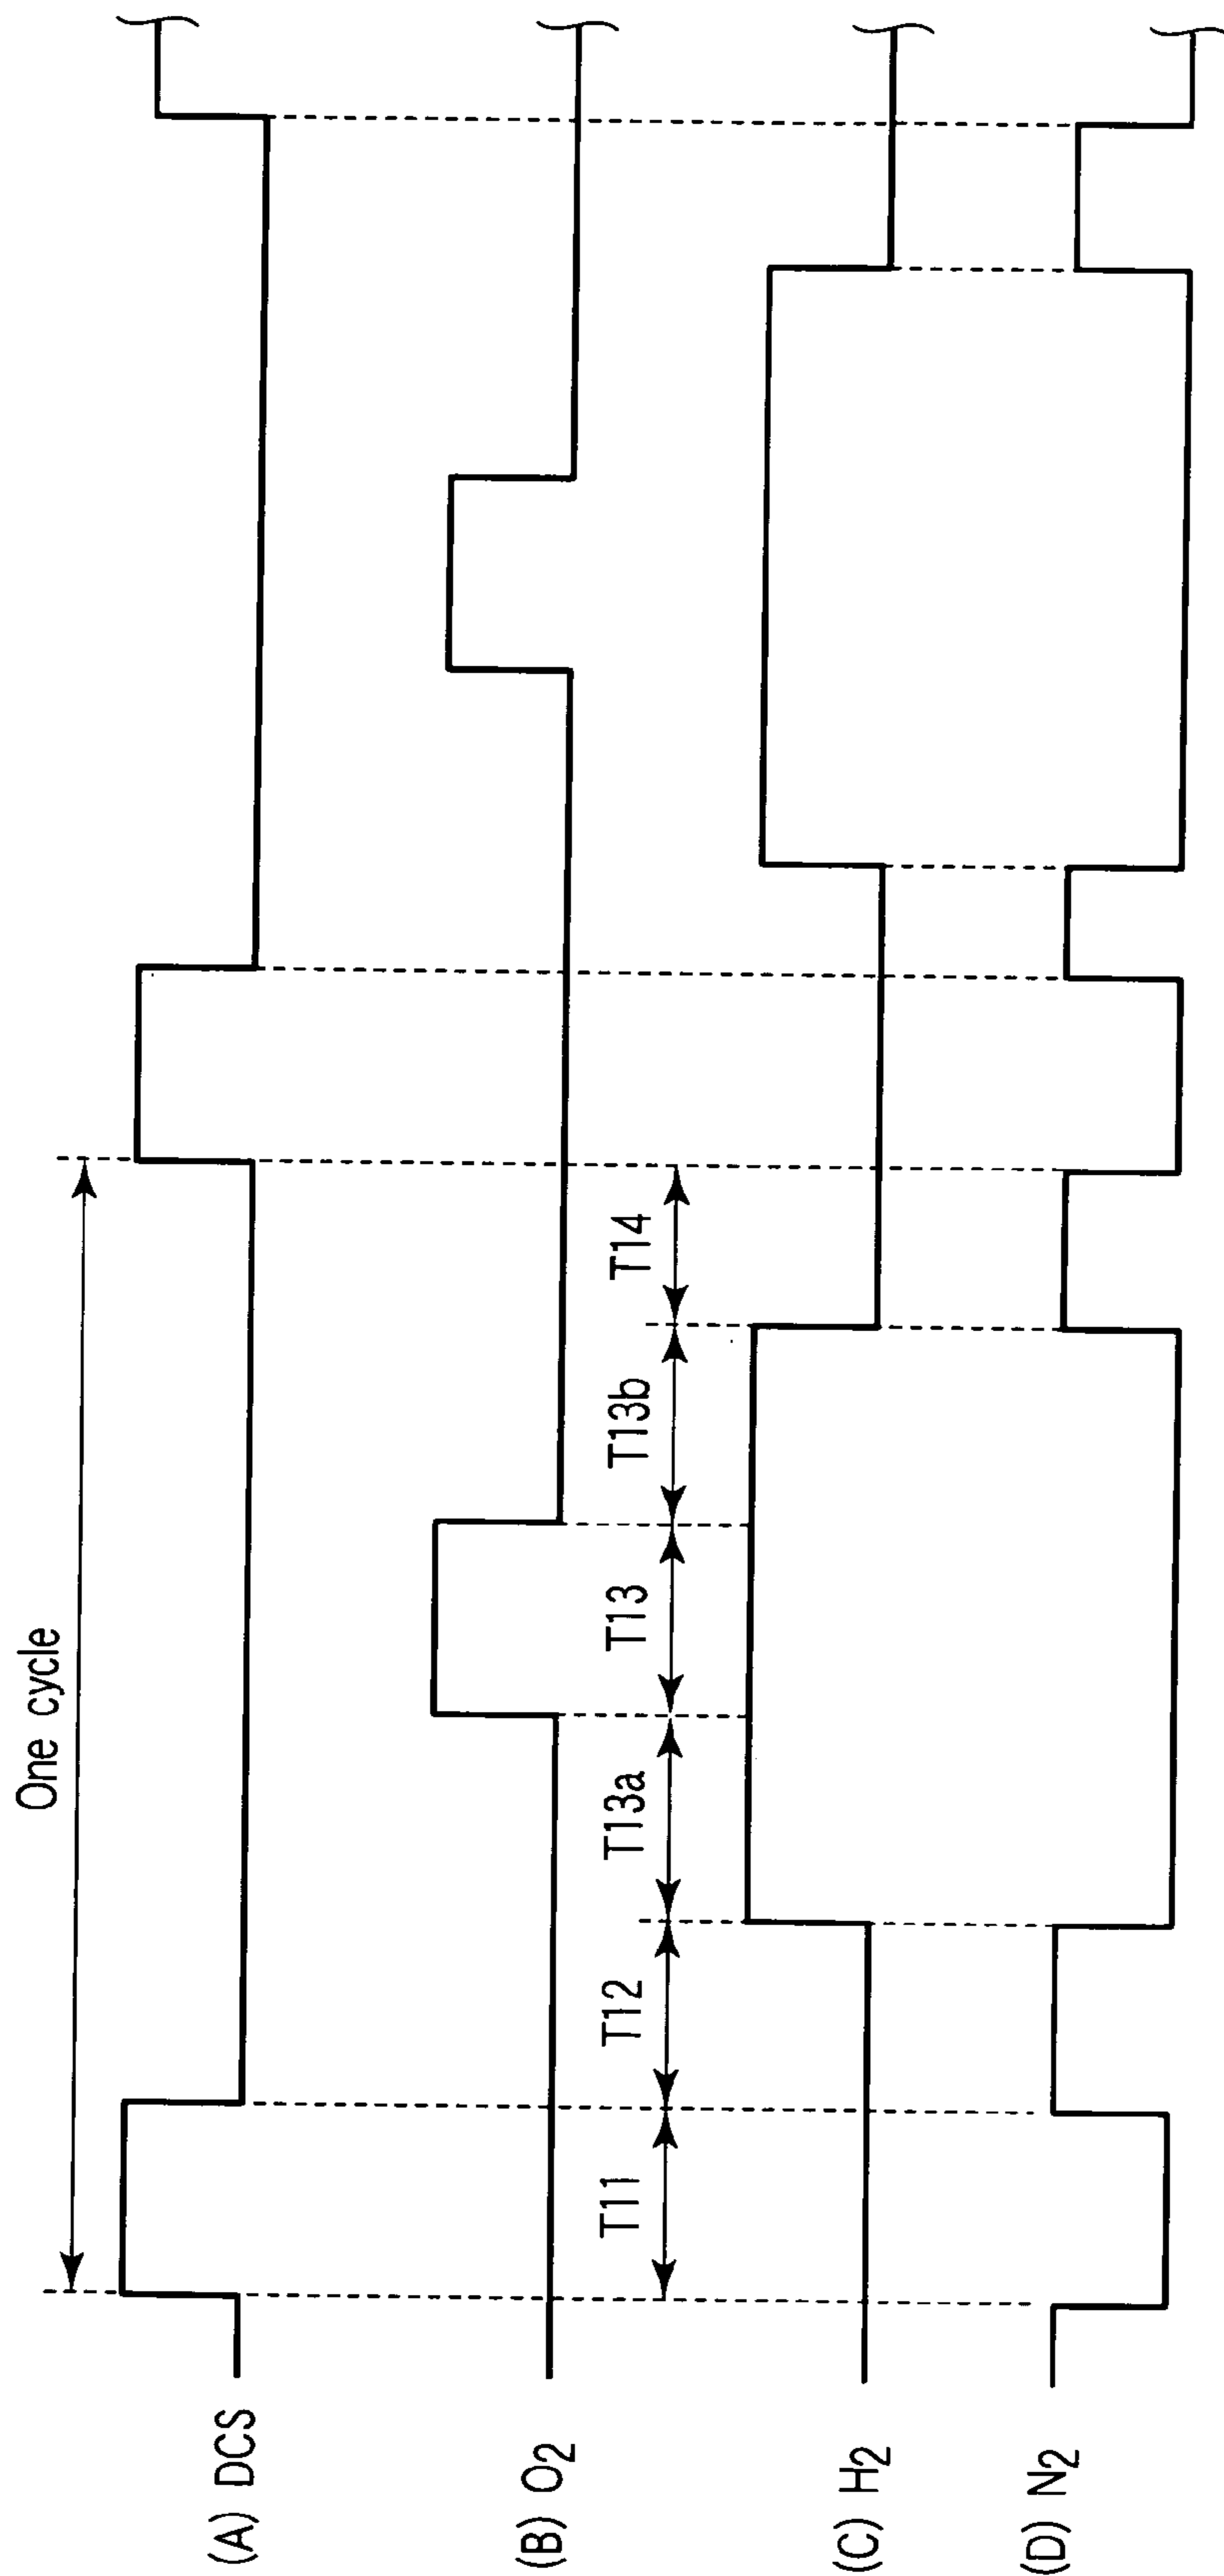 One cycle
(A) DCS
(B) O2
T11
T12
T13a
T13
T13b
T14
(C) H2
(D) N2